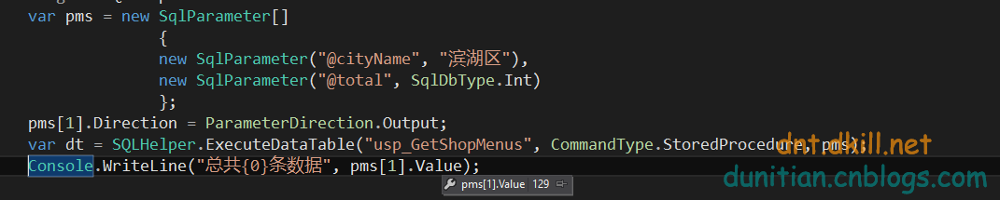 var pms = new SqlParameter[]
{
new SqlParameter("@cityName", "滨湖区"),
new SqlParameter("@total", SqlDbType.Int)
};
pms[1].Direction = ParameterDirection.Output;
var dt = SQLHelper.ExecuteDataTable("usp_GetShopMenus", CommandType.StoredProcedure, pms);
dnt.dkill.net
Console.WriteLine("总共{0}条数据", pms[1].Value);
dunitian.cnblogs.com
pms[1].Value 129